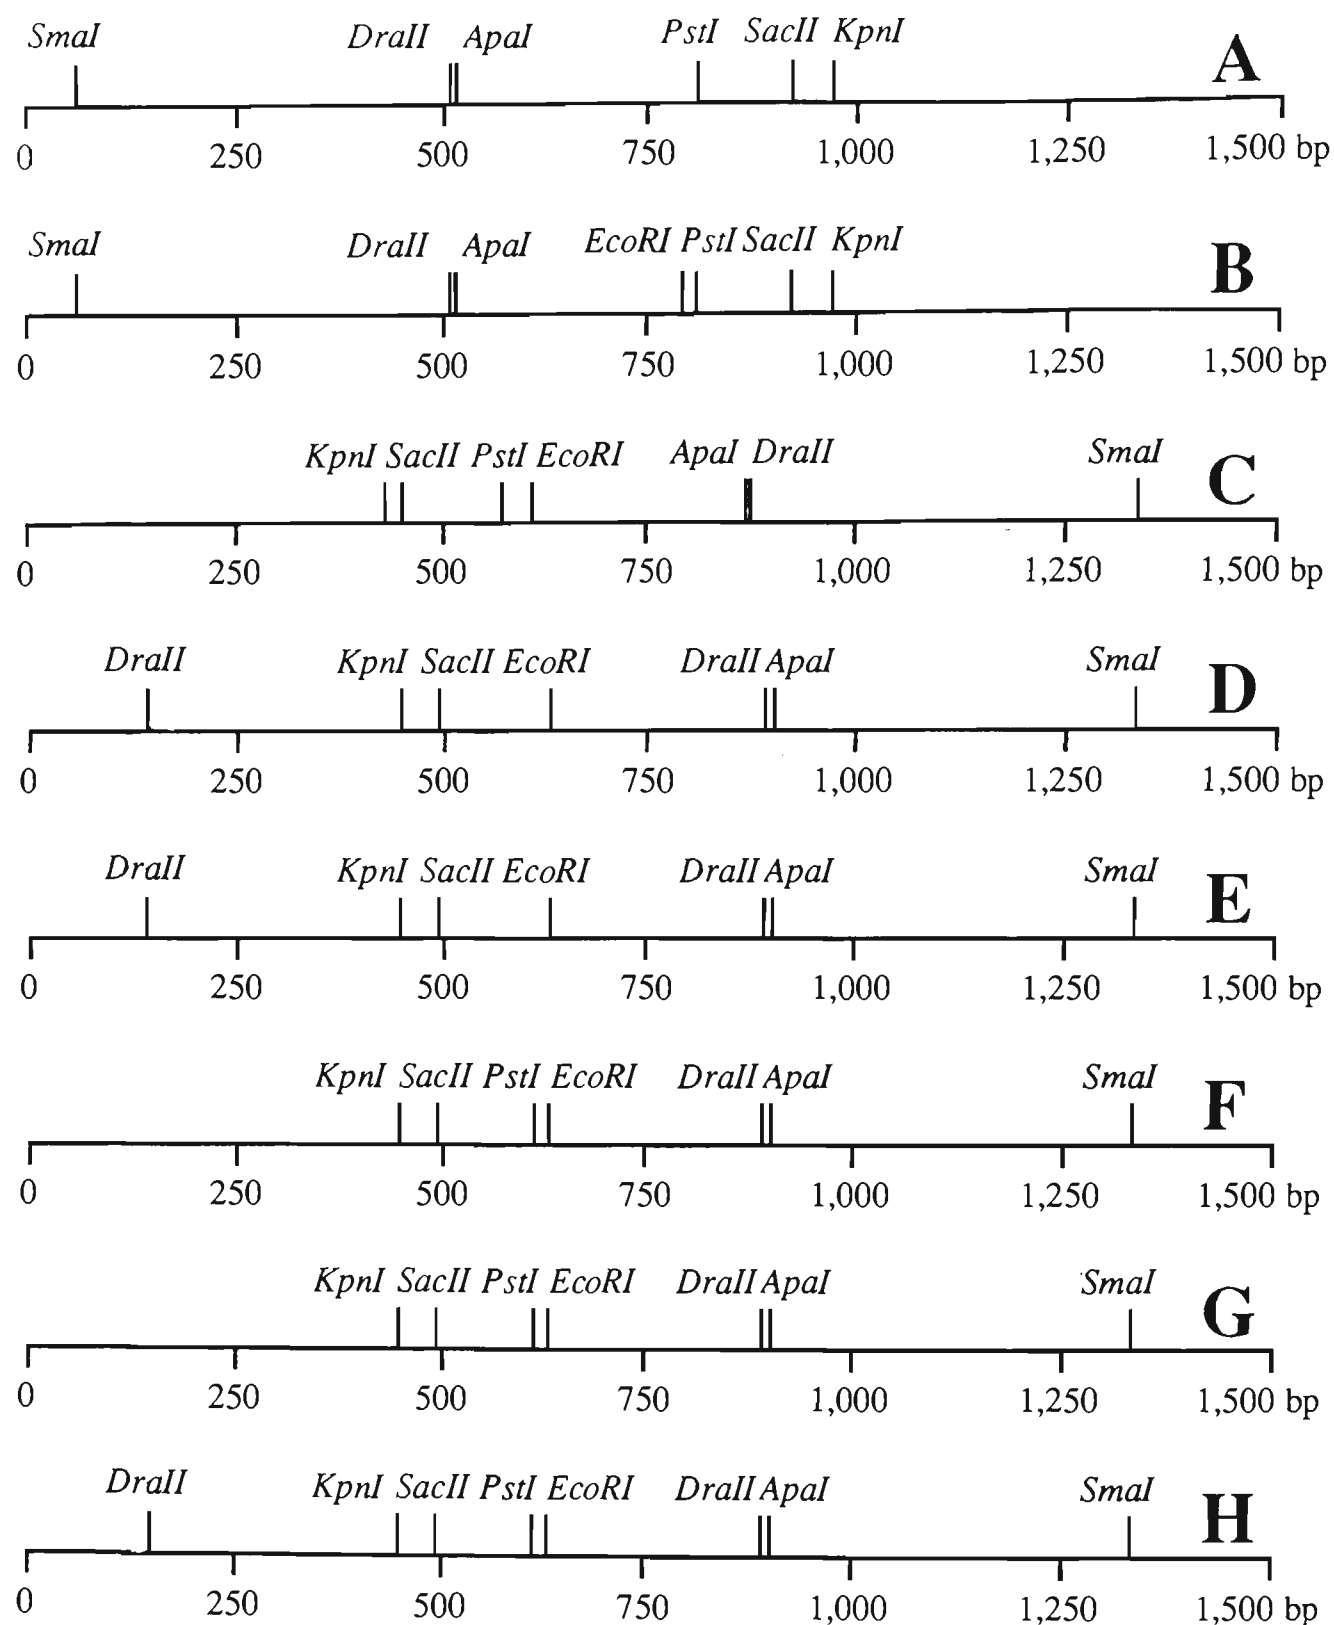 SmaI DraII ApaI PstI SacII KpnI A
0 250 500 750 1,000 1,250 1,500 bp
SmaI DraII ApaI EcoRI PstI SacII KpnI B
0 250 500 750 1,000 1,250 1,500 bp
KpnI SacII PstI EcoRI ApaI DraII SmaI C
0 250 500 750 1,000 1,250 1,500 bp
DraII KpnI SacII EcoRI DraII ApaI SmaI D
0 250 500 750 1,000 1,250 1,500 bp
DraII KpnI SacII EcoRI DraII ApaI SmaI E
0 250 500 750 1,000 1,250 1,500 bp
KpnI SacII PstI EcoRI DraII ApaI SmaI F
0 250 500 750 1,000 1,250 1,500 bp
KpnI SacII PstI EcoRI DraII ApaI SmaI G
0 250 500 750 1,000 1,250 1,500 bp
DraII KpnI SacII PstI EcoRI DraII ApaI SmaI H
0 250 500 750 1,000 1,250 1,500 bp